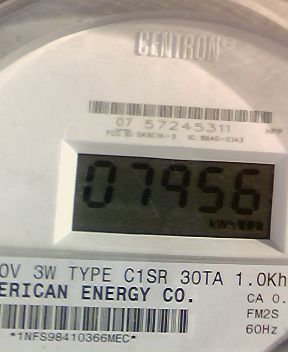 CENTRON®
07 57245311
07956
kWh
0V 3W TYPE C1SR 30TA 1.0Kh
ERICAN ENERGY CO.
CA 0.
FM2S
60Hz
*1NFS98410366MEC*